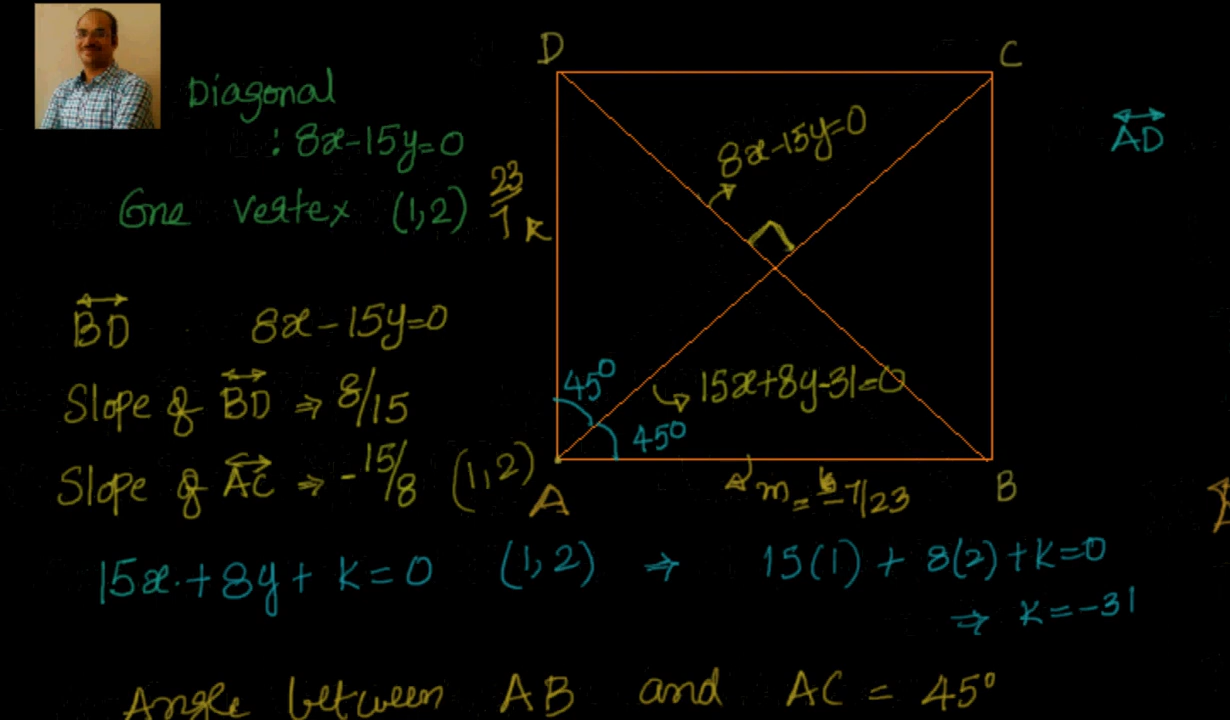 Diagonal
: 8x-15y=0
One vertex (1,2)
BD 8x-15y=0
Slope of BD ⇒ 8/15
Slope of AC ⇒ -15/8
(1,2)
15x+8y+k=0 (1,2) ⇒ 15(1)+8(2)+k=0
⇒ k=-31
Angle between AB and AC = 45°
D
C
8x-15y=0
23/7
45°
45°
15x+8y-31=0
A
m=
-7/23
B
AD